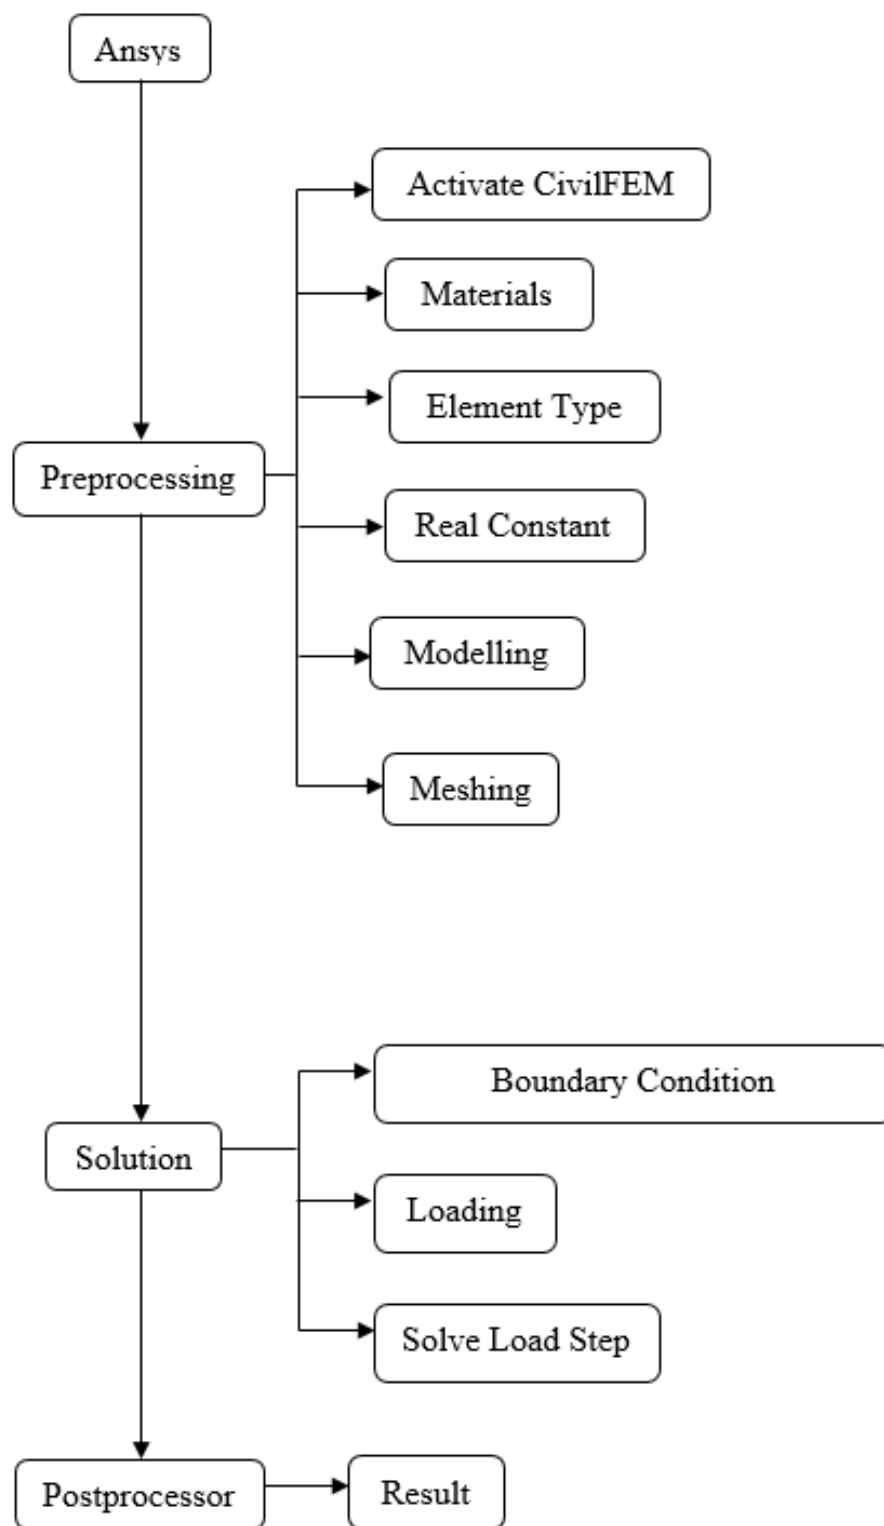 Ansys
Activate CivilFEM
Materials
Element Type
Preprocessing
Real Constant
Modelling
Meshing
Boundary Condition
Solution
Loading
Solve Load Step
Postprocessor
Result